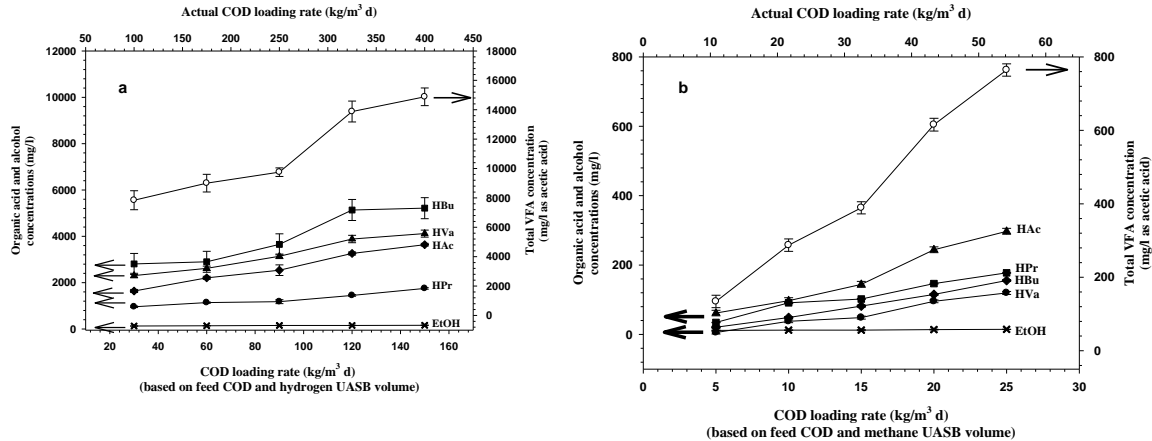 Actual COD loading rate (kg/m³ d)
50 100 150 200 250 300 350 400 450
Organic acid and alcohol
concentrations (mg/l)
12000
10000
8000
6000
4000
2000
0
a
HBu
HVa
HAc
HPr
EtOH
18000
16000
14000
12000
10000
8000
6000
4000
2000
0
Total VFA concentration
(mg/l as acetic acid)
20 40 60 80 100 120 140 160
COD loading rate (kg/m³ d)
(based on feed COD and hydrogen UASB volume)
Actual COD loading rate (kg/m³ d)
0 10 20 30 40 50 60
Organic acid and alcohol
concentrations (mg/l)
800
600
400
200
0
b
HAc
HPr
HBu
HVa
EtOH
800
600
400
200
0
Total VFA concentration
(mg/l as acetic acid)
0 5 10 15 20 25 30
COD loading rate (kg/m³ d)
(based on feed COD and methane UASB volume)